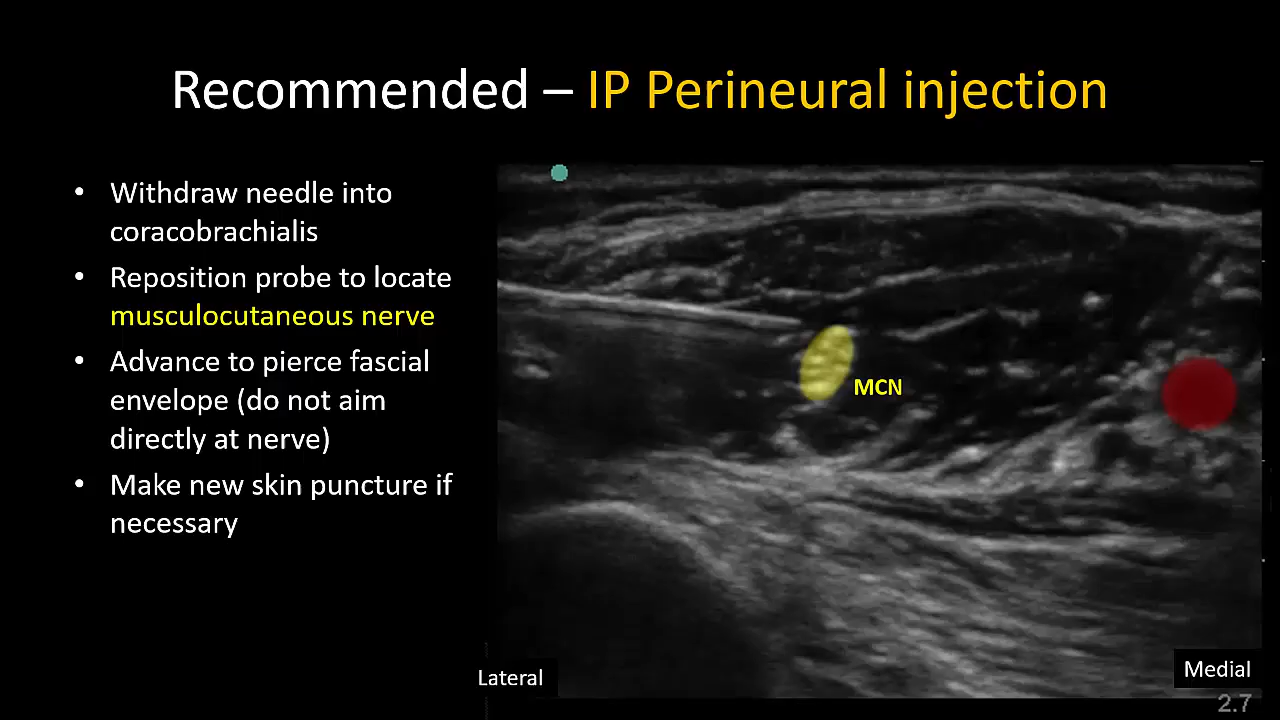 Recommended – IP Perineural injection
• Withdraw needle into
coracobrachialis
• Reposition probe to locate
musculocutaneous nerve
• Advance to pierce fascial
envelope (do not aim
directly at nerve)
• Make new skin puncture if
necessary
MCN
Lateral
Medial
2.7